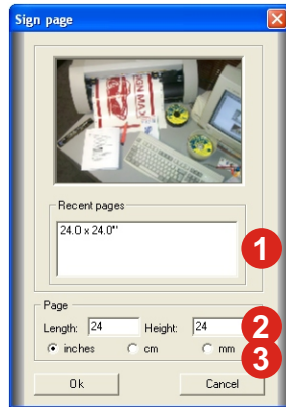 Sign page
Recent pages
24.0 x 24.0"
1
Page
Length: 24 Height: 24 2
inches cm mm 3
Ok Cancel